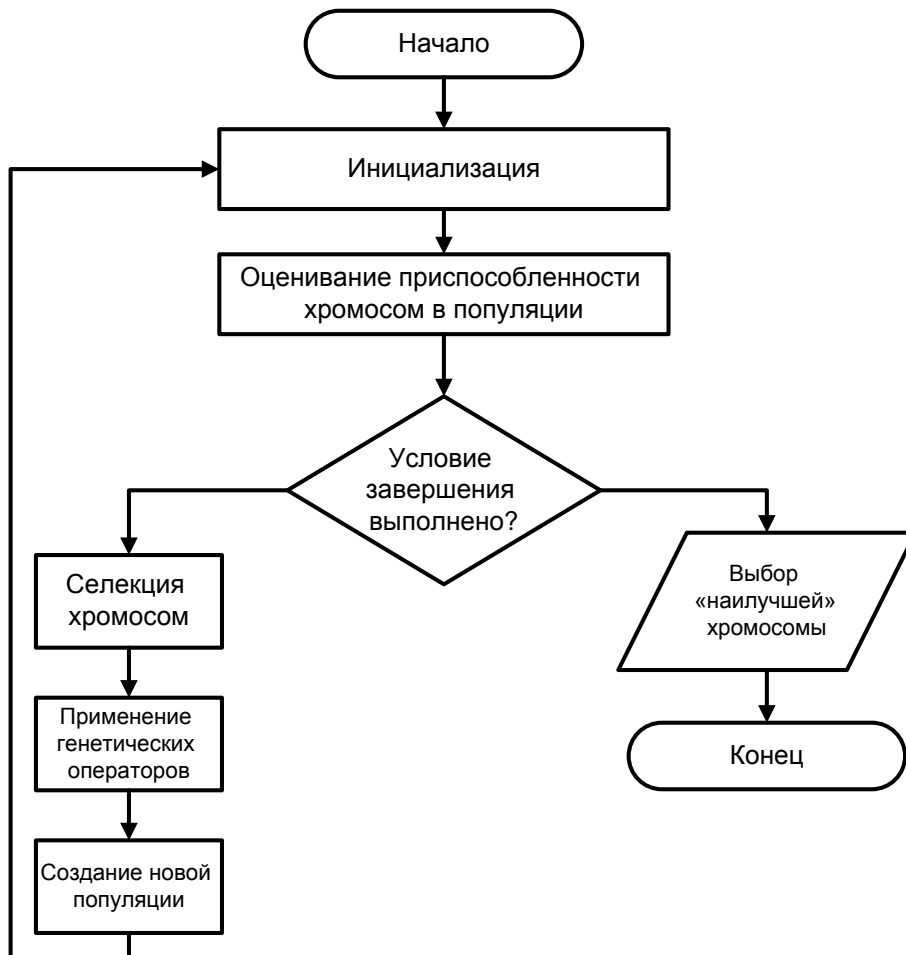 Начало
Инициализация
Оценивание приспособленности
хромосом в популяции
Условие
завершения
выполнено?
Селекция
хромосом
Применение
генетических
операторов
Создание новой
популяции
Выбор
«наилучшей»
хромосомы
Конец